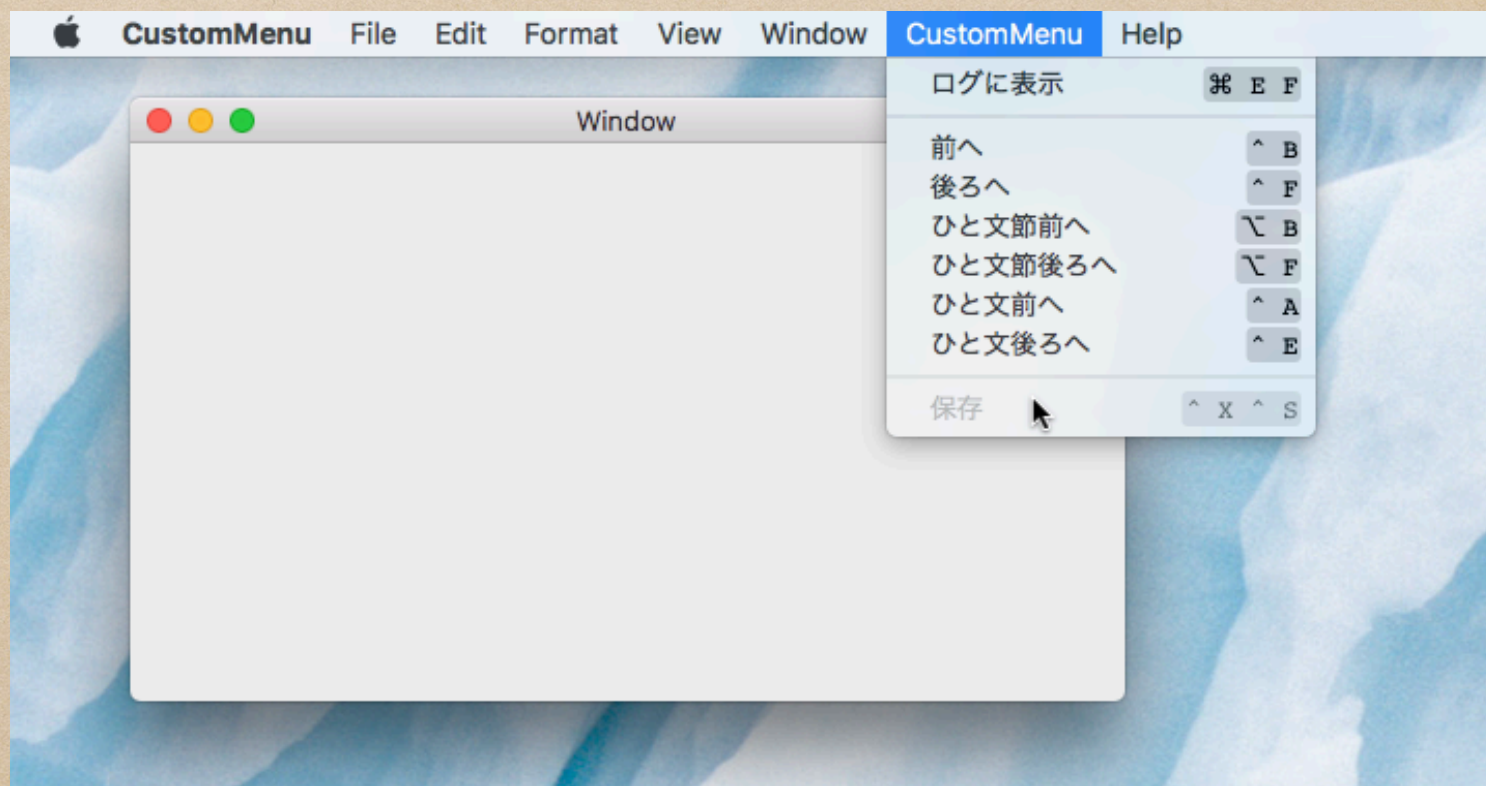 CustomMenu File Edit Format View Window CustomMenu Help
Window
ログに表示 ⌘ E F
前へ ^ B
後ろへ ^ F
ひと文節前へ ⌥ B
ひと文節後ろへ ⌥ F
ひと文前へ ^ A
ひと文後ろへ ^ E
保存 ^ X ^ S